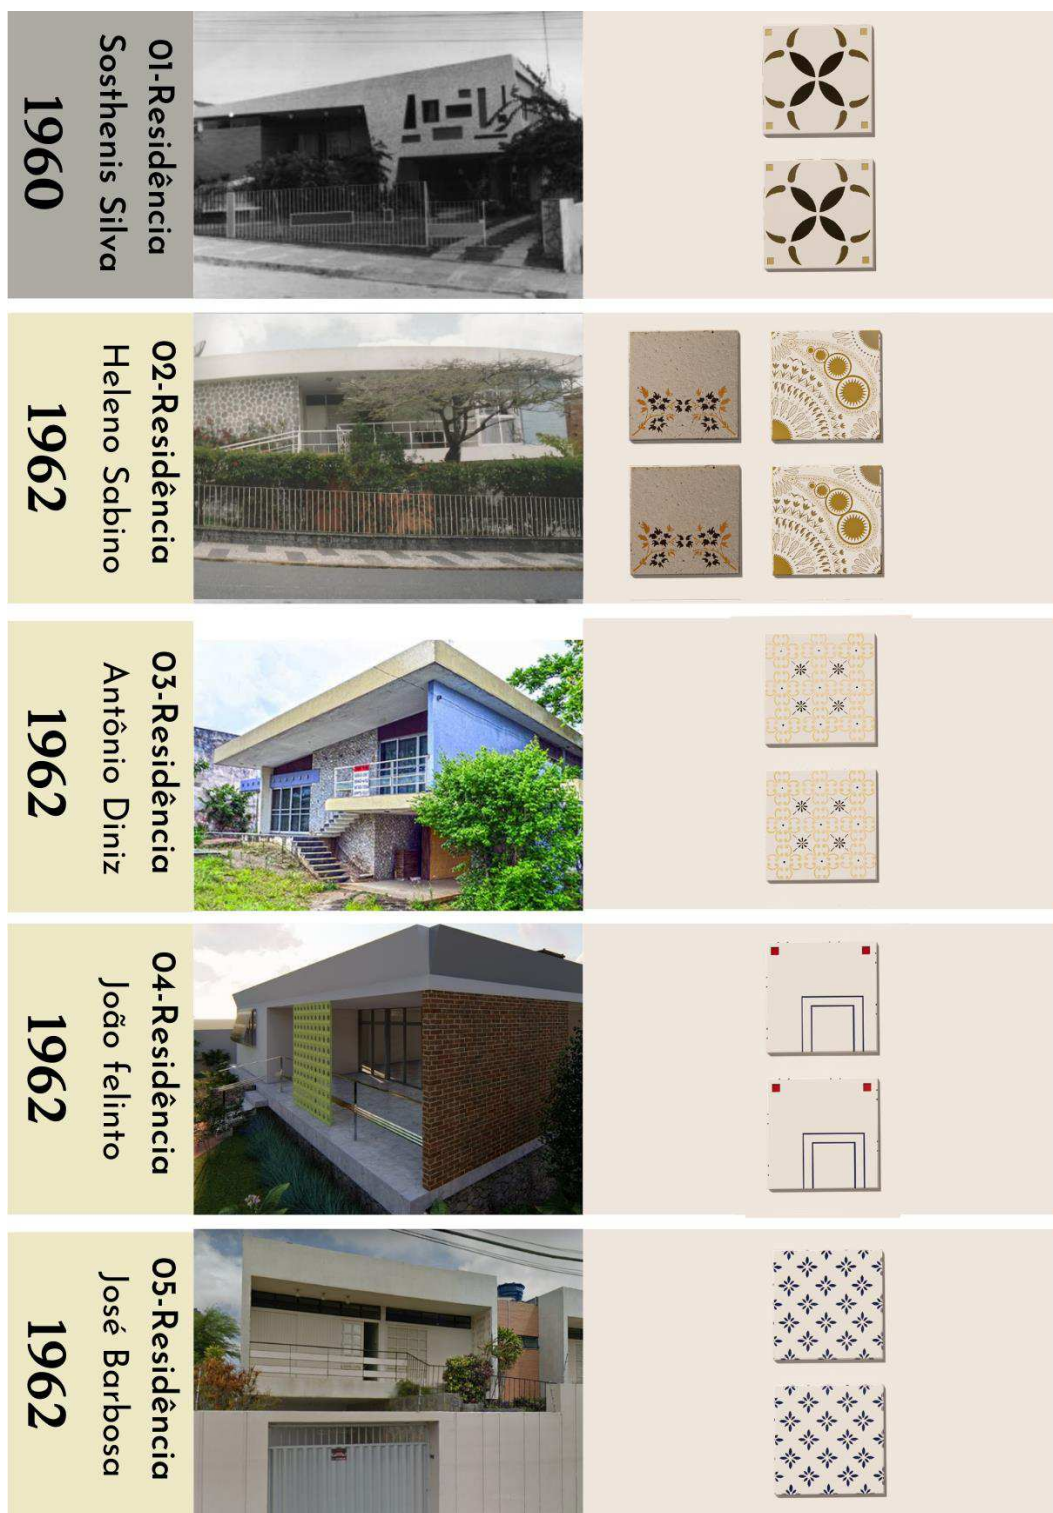 01-Residência
Sosthenis Silva
1960
02-Residência
Heleno Sabino
1962
03-Residência
Antônio Diniz
1962
04-Residência
João felinto
1962
05-Residência
José Barbosa
1962